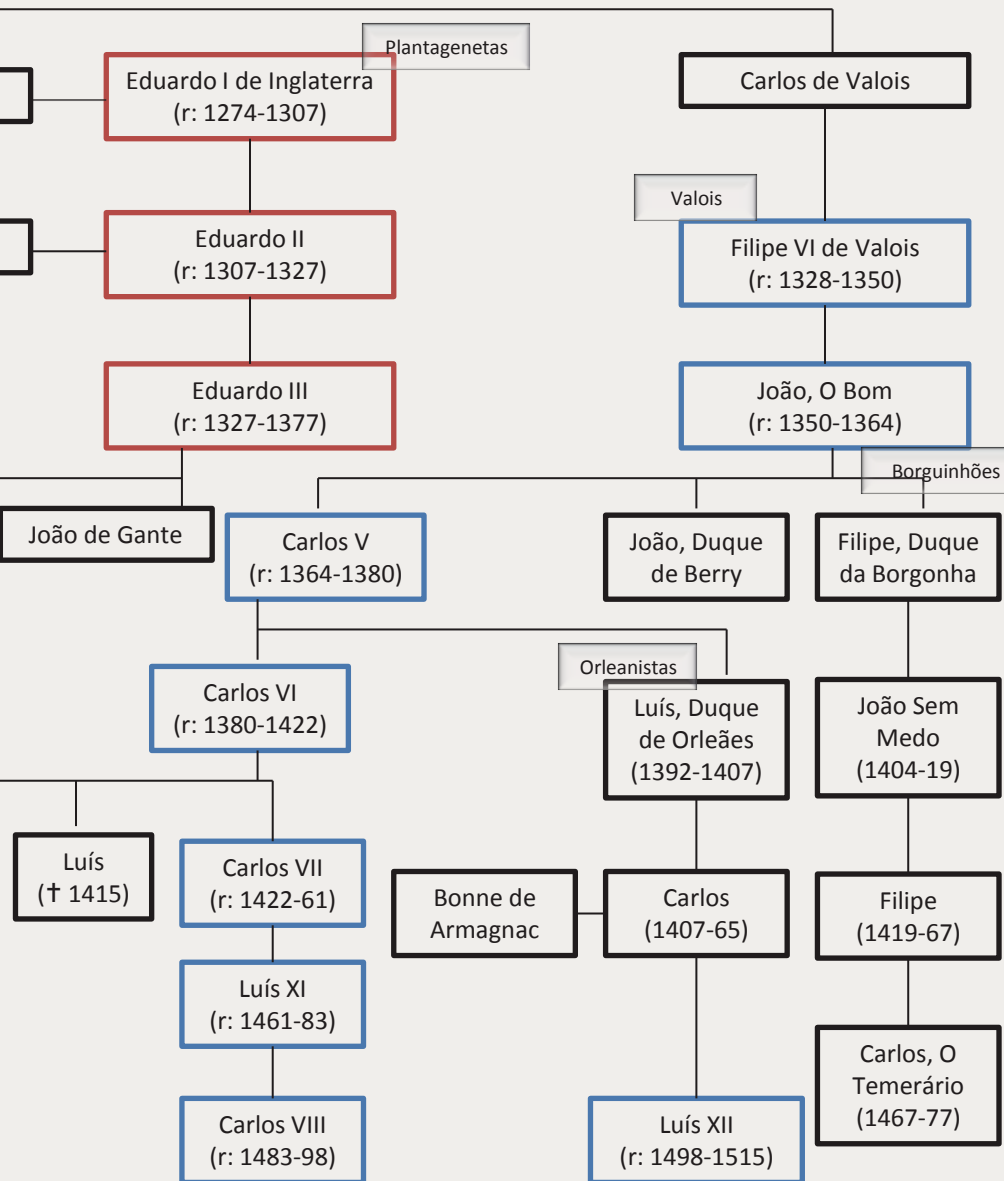 Plantagenetas
Eduardo I de Inglaterra
(r: 1274-1307)
Carlos de Valois
Eduardo II
(r: 1307-1327)
Valois
Filipe VI de Valois
(r: 1328-1350)
Eduardo III
(r: 1327-1377)
João, O Bom
(r: 1350-1364)
Borguinhões
João de Gante
Carlos V
(r: 1364-1380)
João, Duque
de Berry
Filipe, Duque
da Borgonha
Carlos VI
(r: 1380-1422)
Orleanistas
Luís, Duque
de Orleães
(1392-1407)
João Sem
Medo
(1404-19)
Luís
(† 1415)
Carlos VII
(r: 1422-61)
Bonne de
Armagnac
Carlos
(1407-65)
Filipe
(1419-67)
Luís XI
(r: 1461-83)
Carlos, O
Temerário
(1467-77)
Carlos VIII
(r: 1483-98)
Luís XII
(r: 1498-1515)